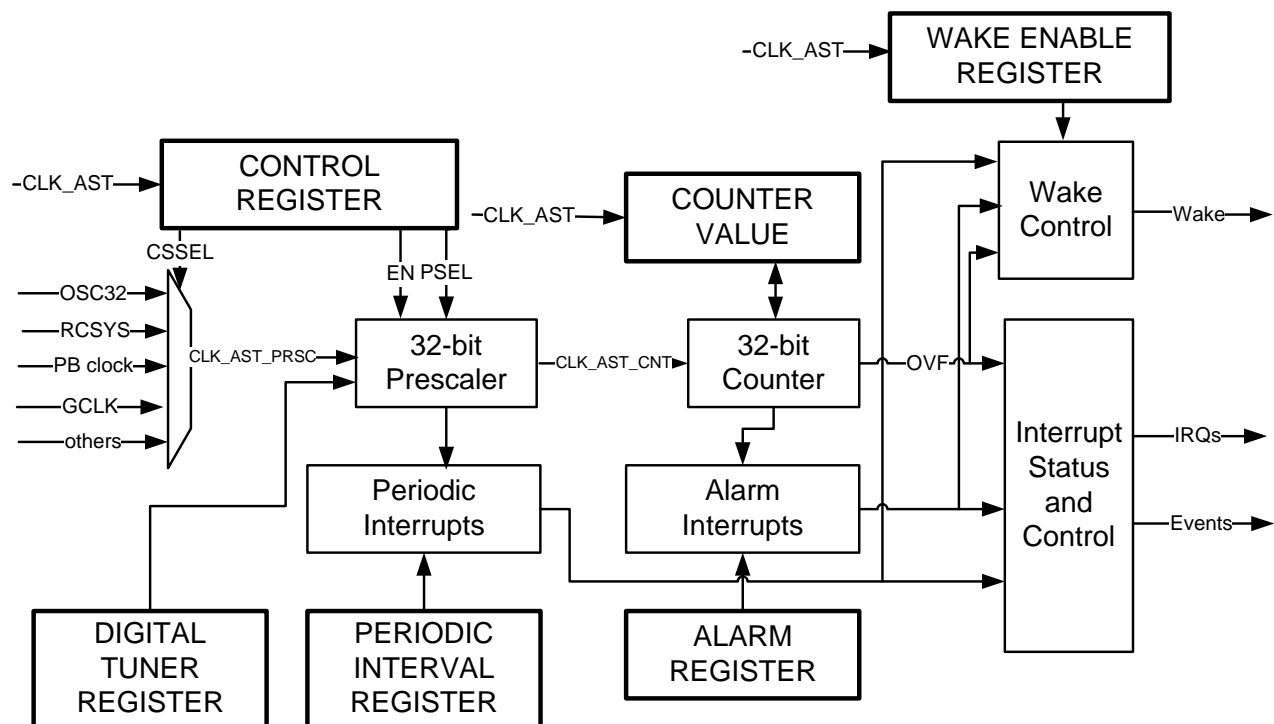 CLK_AST
WAKE ENABLE
REGISTER
CLK_AST
CONTROL
REGISTER
CLK_AST
COUNTER
VALUE
Wake
Control
Wake
CSSEL
EN
PSEL
OSC32
RCSYS
PB clock
GCLK
others
CLK_AST_PRSC
32-bit
Prescaler
CLK_AST_CNT
32-bit
Counter
OVF
Periodic
Interrupts
Alarm
Interrupts
Interrupt
Status
and
Control
IRQs
Events
DIGITAL
TUNER
REGISTER
PERIODIC
INTERVAL
REGISTER
ALARM
REGISTER